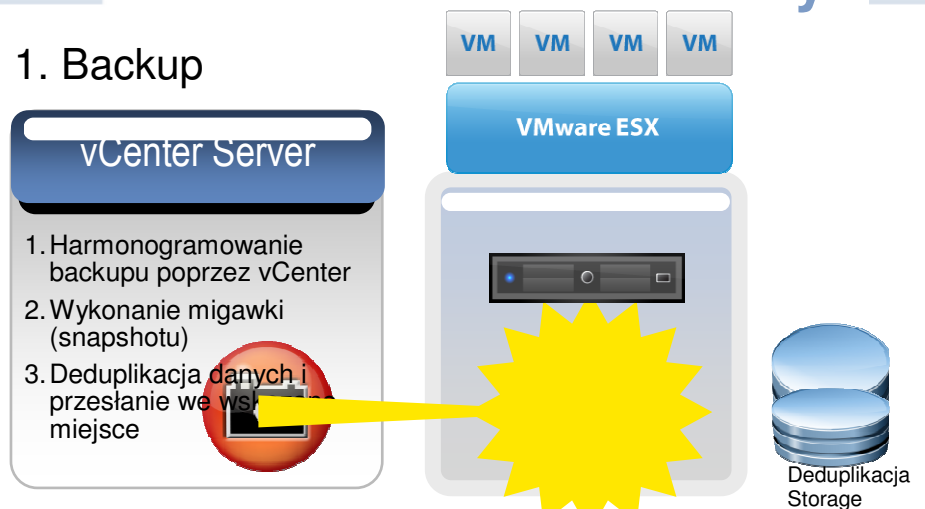 1. Backup
VM VM VM VM
VMware ESX
vCenter Server
1. Harmonogramowanie
backupu poprzez vCenter
2. Wykonanie migawki
(snapshotu)
3. Deduplikacja danych i
przesłanie we
miejsce
Deduplikacja
Storage